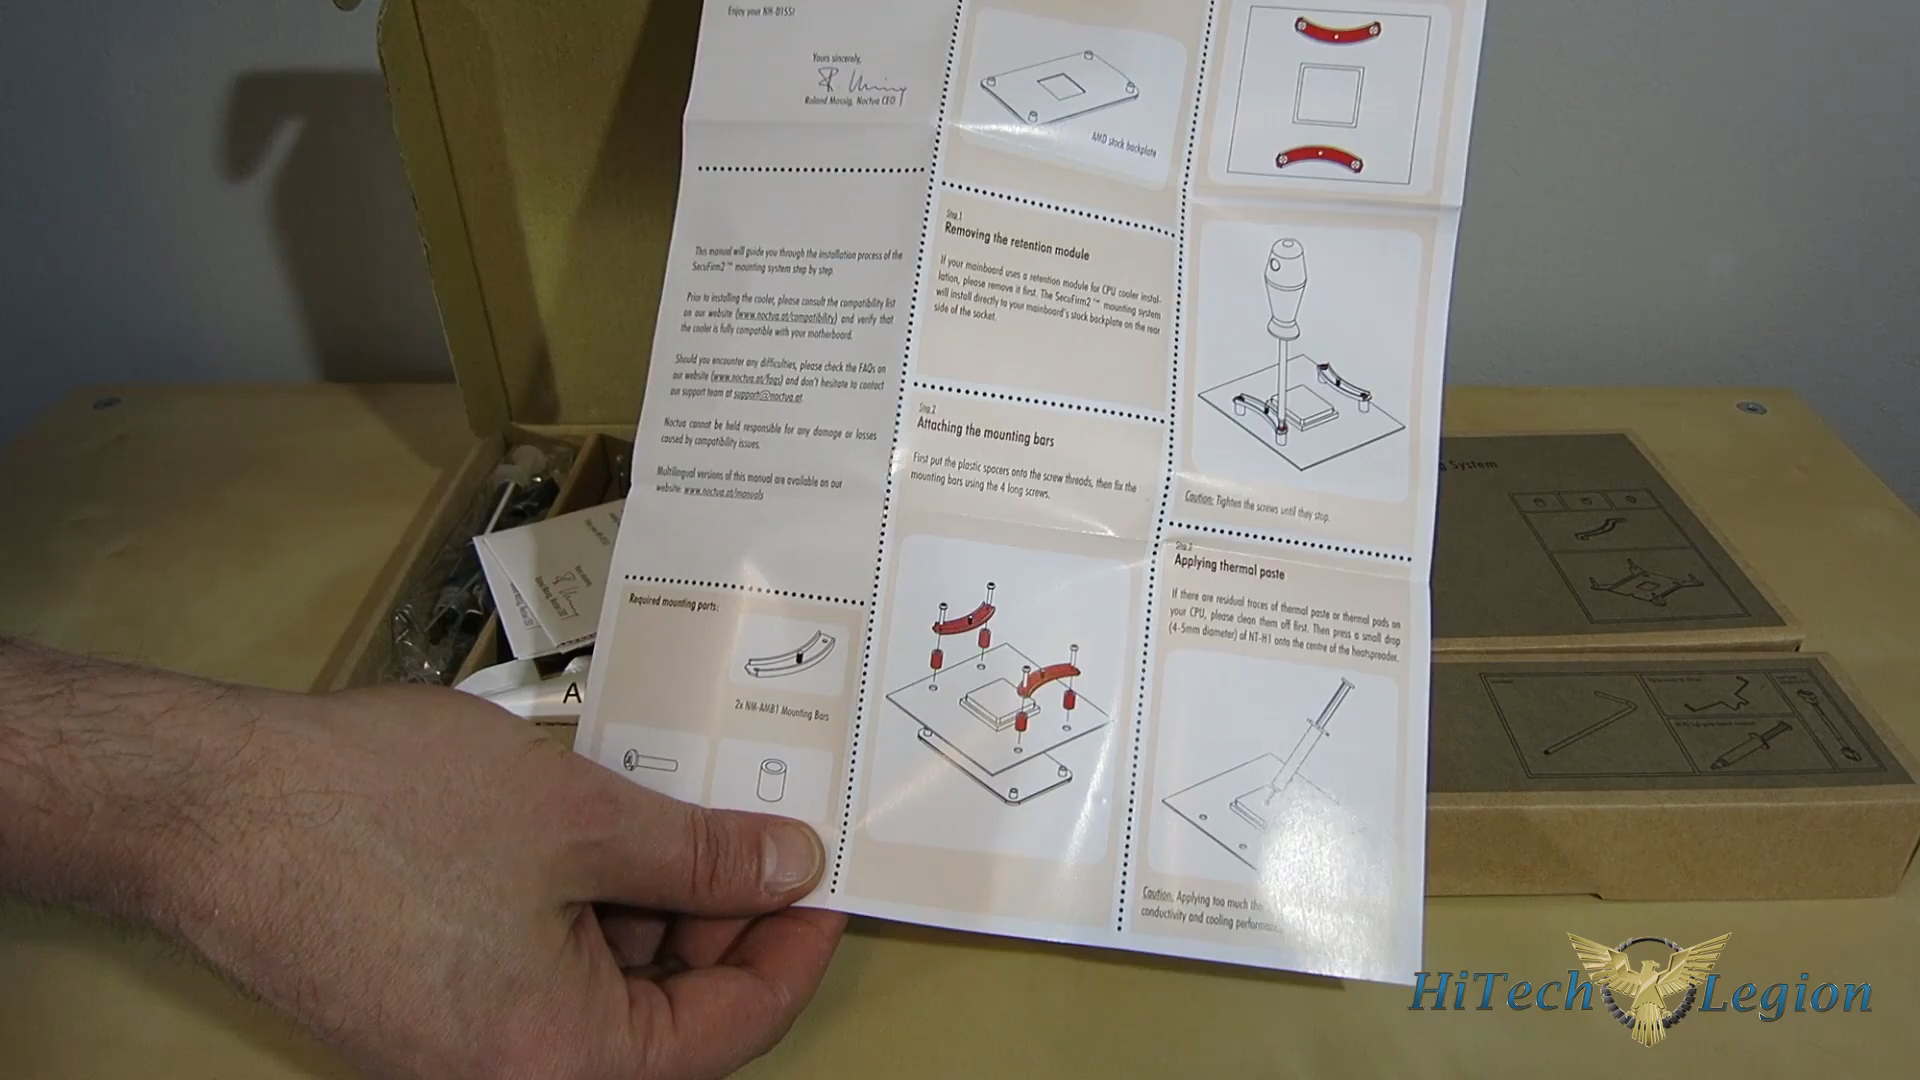 Enjoy your NH-D15S!
Yours sincerely,
Roland Mossig, Noctua CEO
This manual will guide you through the installation process of the
SecuFirm2™ mounting system step by step.
Prior to installing the cooler, please consult the compatibility list
on our website (www.noctua.at/compatibility) and verify that
the cooler is fully compatible with your motherboard.
Should you encounter any difficulties, please check the FAQs on
our website (www.noctua.at/faqs) and don't hesitate to contact
our support team at support@noctua.at.
Noctua cannot be held responsible for any damage or losses
caused by compatibility issues.
Multilingual versions of this manual are available on our
website: www.noctua.at/manuals
Required mounting parts:
2x NM-AMB1 Mounting Bars
AMD stock backplate
Step 1
Removing the retention module
If your mainboard uses a retention module for CPU cooler instal-
lation, please remove it first. The SecuFirm2™ mounting system
will install directly to your mainboard's stock backplate on the rear
side of the socket.
Step 2
Attaching the mounting bars
First put the plastic spacers onto the screw threads, then fix the
mounting bars using the 4 long screws.
Caution: Tighten the screws until they stop.
Step 3
Applying thermal paste
If there are residual traces of thermal paste or thermal pads on
your CPU, please clean them off first. Then press a small drop
(4-5mm diameter) of NT-H1 onto the centre of the heatspreader.
Caution: Applying too much
conductivity and cooling
System
A
HiTech Legion